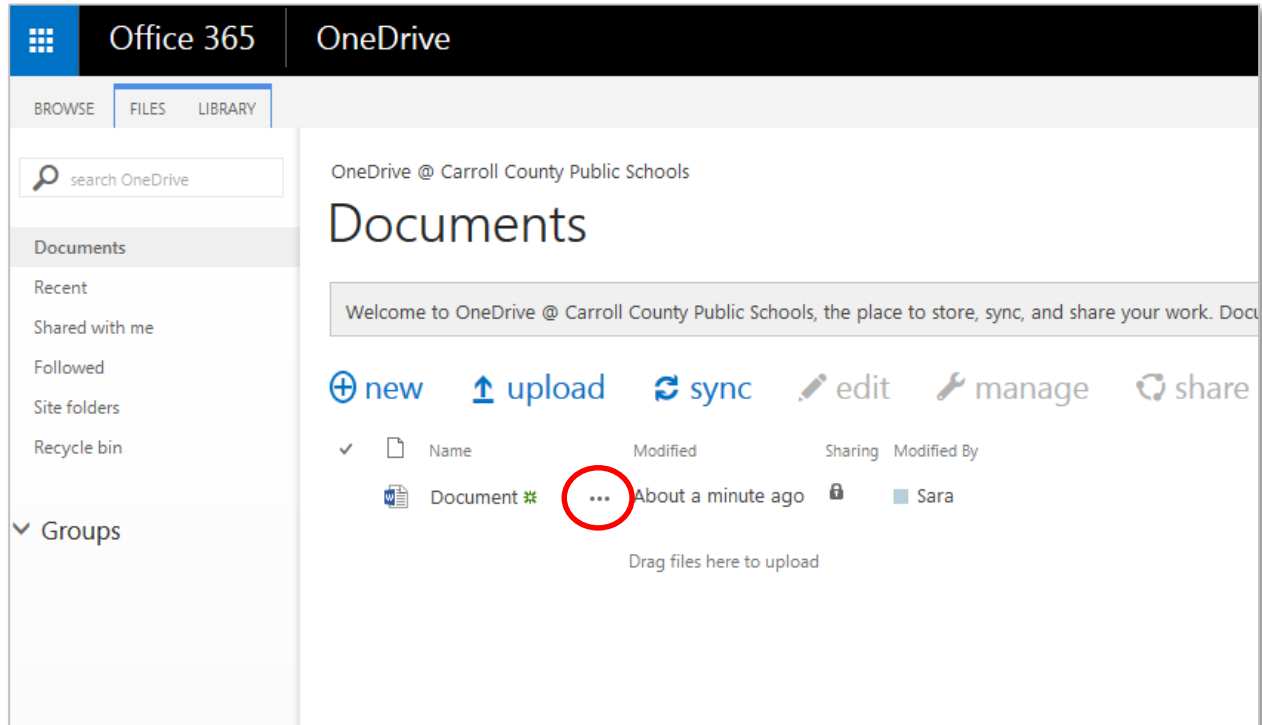 Office 365 OneDrive
BROWSE FILES LIBRARY
search OneDrive
Documents
Recent
Shared with me
Followed
Site folders
Recycle bin
Groups
OneDrive @ Carroll County Public Schools
Documents
Welcome to OneDrive @ Carroll County Public Schools, the place to store, sync, and share your work. Docu
new upload sync edit manage share
Name Modified Sharing Modified By
Document ... About a minute ago Sara
Drag files here to upload